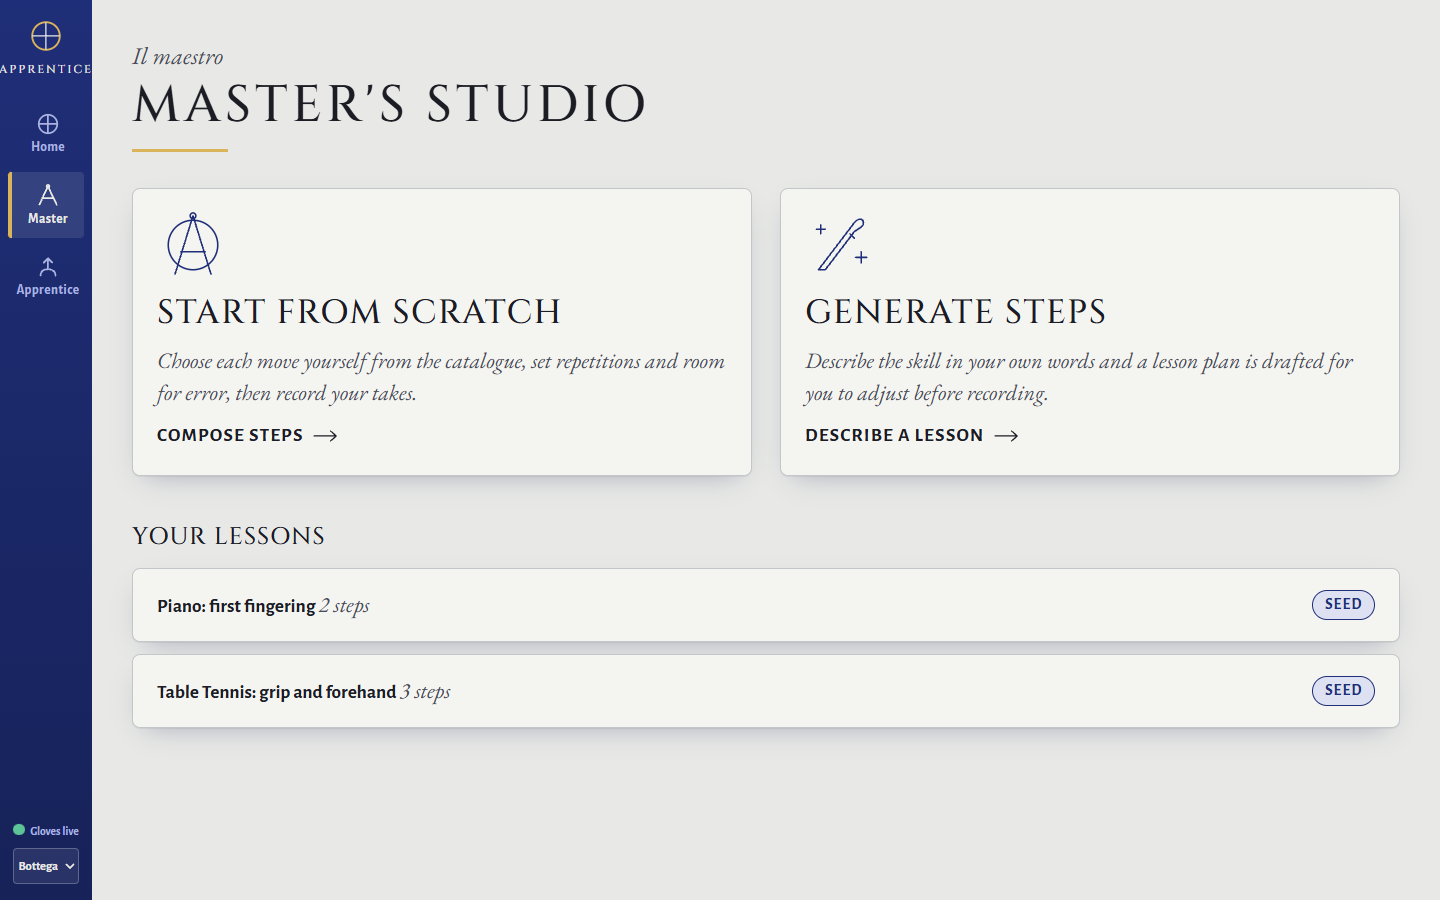 APPRENTICE
Home
Master
Apprentice
Gloves live
Bottega
Il maestro
MASTER'S STUDIO
START FROM SCRATCH
Choose each move yourself from the catalogue, set repetitions and room
for error, then record your takes.
COMPOSE STEPS
GENERATE STEPS
Describe the skill in your own words and a lesson plan is drafted for
you to adjust before recording.
DESCRIBE A LESSON
YOUR LESSONS
Piano: first fingering 2 steps
SEED
Table Tennis: grip and forehand 3 steps
SEED